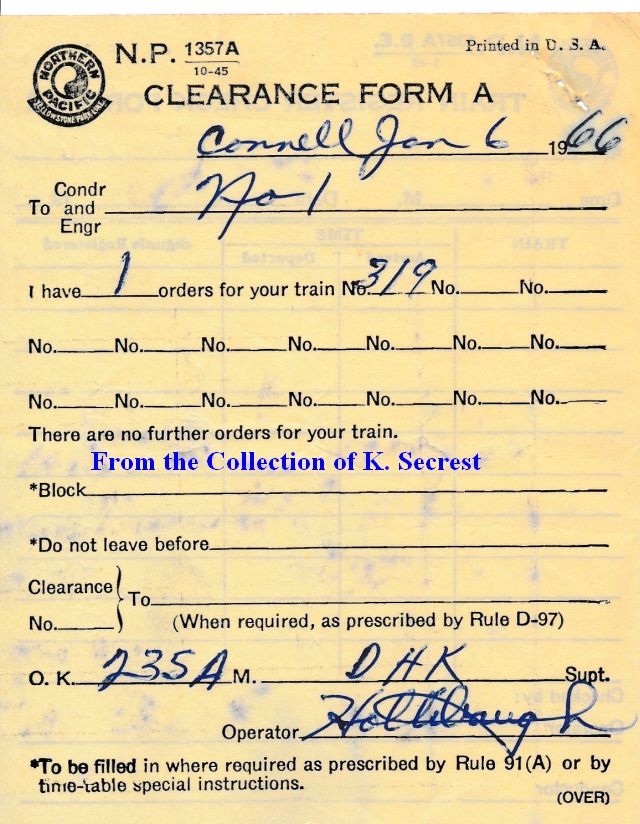 NORTHERN PACIFIC
YELLOWSTONE PARK LINE
N.P. 1357A
10-45
Printed in U. S. A.
CLEARANCE FORM A
Connell Jan 6 1966
To Condr and Engr No 1
I have 1 orders for your train No. 319 No. No.
No. No. No. No. No. No. No.
No. No. No. No. No. No. No.
There are no further orders for your train.
From the Collection of K. Secrest
*Block
*Do not leave before
Clearance No. } To
(When required, as prescribed by Rule D-97)
O. K. 235A M. DHK Supt.
Operator
*To be filled in where required as prescribed by Rule 91(A) or by
time-table special instructions.
(OVER)